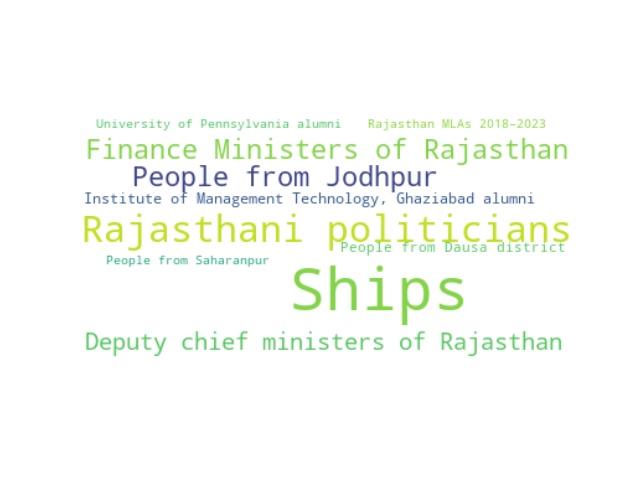 University of Pennsylvania alumni
Rajasthan MLAs 2018–2023
Finance Ministers of Rajasthan
People from Jodhpur
Institute of Management Technology, Ghaziabad alumni
Rajasthani politicians
People from Dausa district
People from Saharanpur
Ships
Deputy chief ministers of Rajasthan